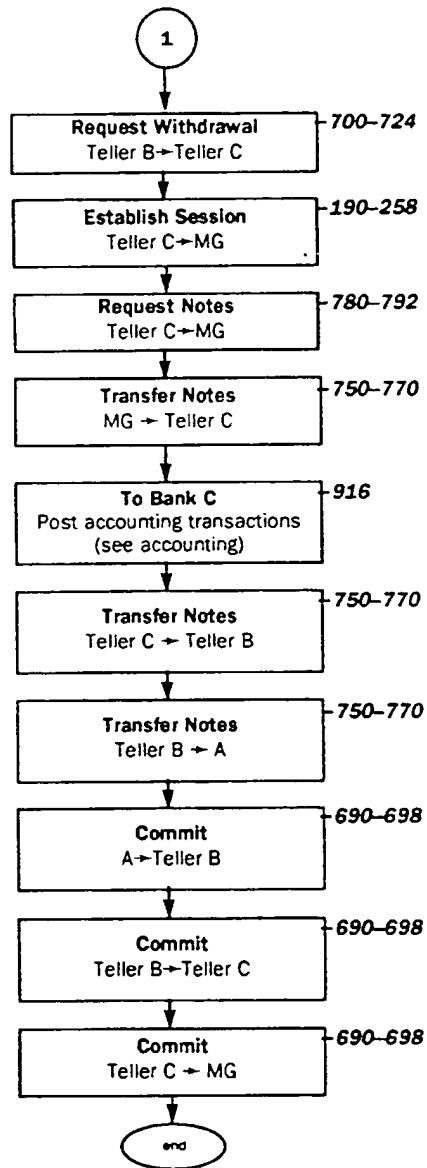 1
Request Withdrawal
Teller B→Teller C
700-724
Establish Session
Teller C→MG
190-258
Request Notes
Teller C→MG
780-792
Transfer Notes
MG → Teller C
750-770
To Bank C
Post accounting transactions
(see accounting)
916
Transfer Notes
Teller C → Teller B
750-770
Transfer Notes
Teller B → A
750-770
Commit
A→Teller B
690-698
Commit
Teller B→Teller C
690-698
Commit
Teller C → MG
690-698
end